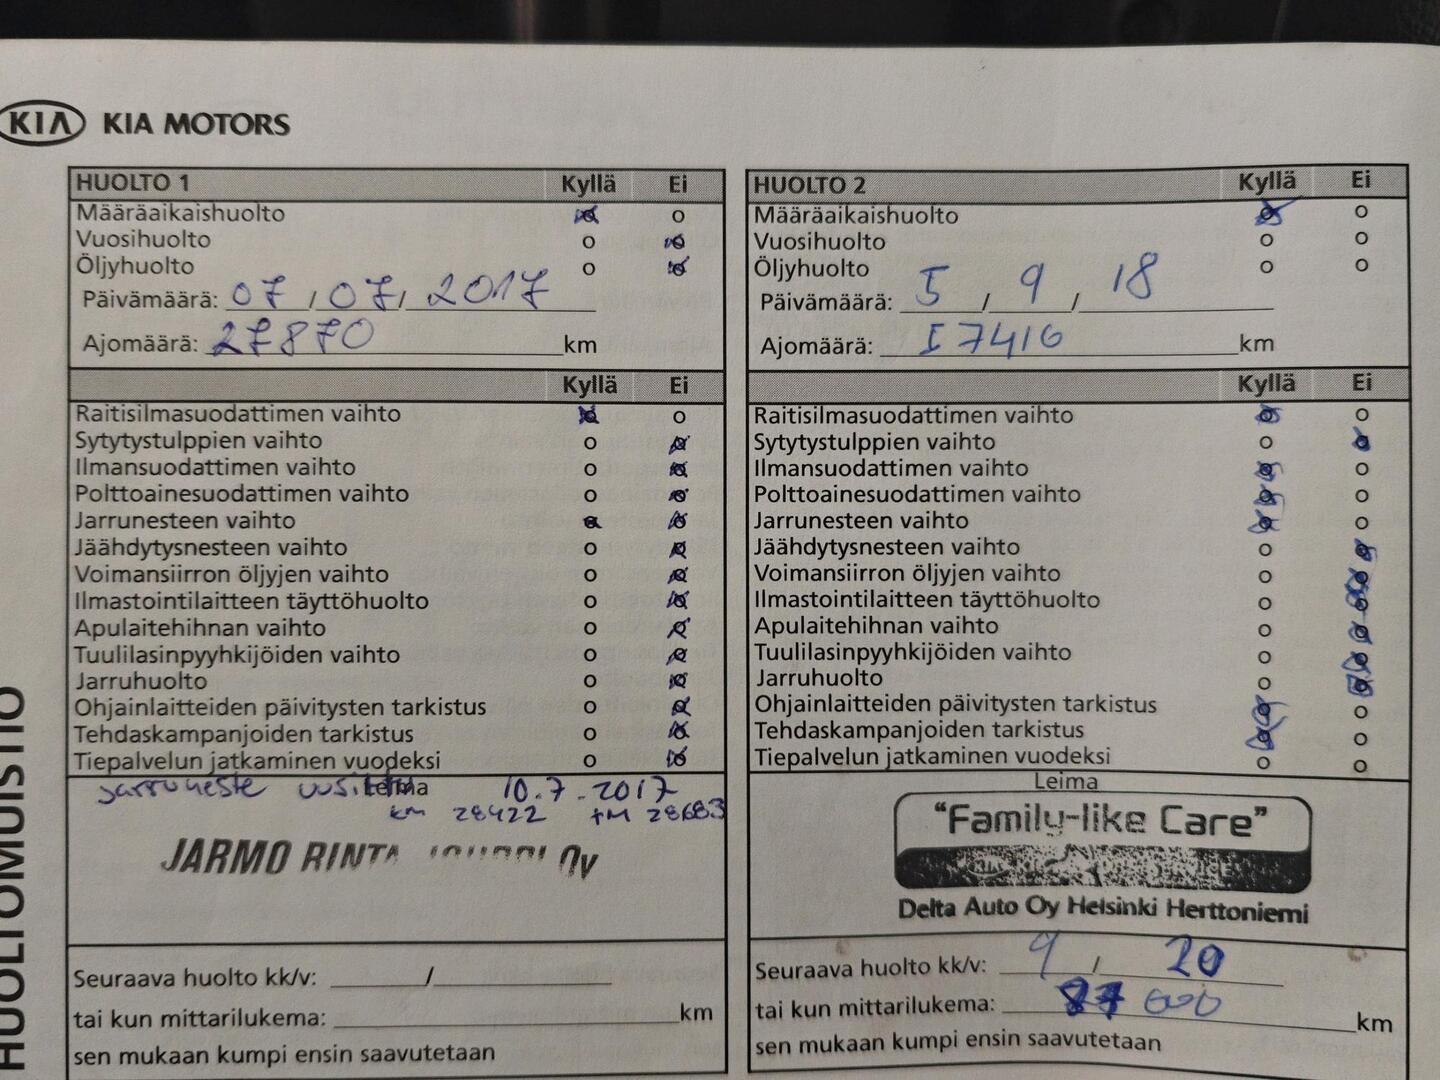 KIA KIA MOTORS
HUOLTOMUISTIO
HUOLTO 1 Kyllä Ei
Määräaikaishuolto
Vuosihuolto
Öljyhuolto
Päivämäärä: 07 / 07 / 2017
Ajomäärä: 27870 km
Kyllä Ei
Raitisilmasuodattimen vaihto
Sytytystulppien vaihto
Ilmansuodattimen vaihto
Polttoainesuodattimen vaihto
Jarrunesteen vaihto
Jäähdytysnesteen vaihto
Voimansiirron öljyjen vaihto
Ilmastointilaitteen täyttöhuolto
Apulaitehihnan vaihto
Tuulilasinpyyhkijöiden vaihto
Jarruhuolto
Ohjainlaitteiden päivitysten tarkistus
Tehdaskampanjoiden tarkistus
Tiepalvelun jatkaminen vuodeksi
Leima
jarruneste 10.7.2017
km 28422 28683
JARMO RINTA Oy
Seuraava huolto kk/v: /
tai kun mittarilukema: km
sen mukaan kumpi ensin saavutetaan
HUOLTO 2 Kyllä Ei
Määräaikaishuolto
Vuosihuolto
Öljyhuolto
Päivämäärä: 5 / 9 / 18
Ajomäärä: 57416 km
Kyllä Ei
Raitisilmasuodattimen vaihto
Sytytystulppien vaihto
Ilmansuodattimen vaihto
Polttoainesuodattimen vaihto
Jarrunesteen vaihto
Jäähdytysnesteen vaihto
Voimansiirron öljyjen vaihto
Ilmastointilaitteen täyttöhuolto
Apulaitehihnan vaihto
Tuulilasinpyyhkijöiden vaihto
Jarruhuolto
Ohjainlaitteiden päivitysten tarkistus
Tehdaskampanjoiden tarkistus
Tiepalvelun jatkaminen vuodeksi
Leima
"Family-like Care"
Delta Auto Oy Helsinki Herttoniemi
Seuraava huolto kk/v: 9 / 20
tai kun mittarilukema: 87 000 km
sen mukaan kumpi ensin saavutetaan